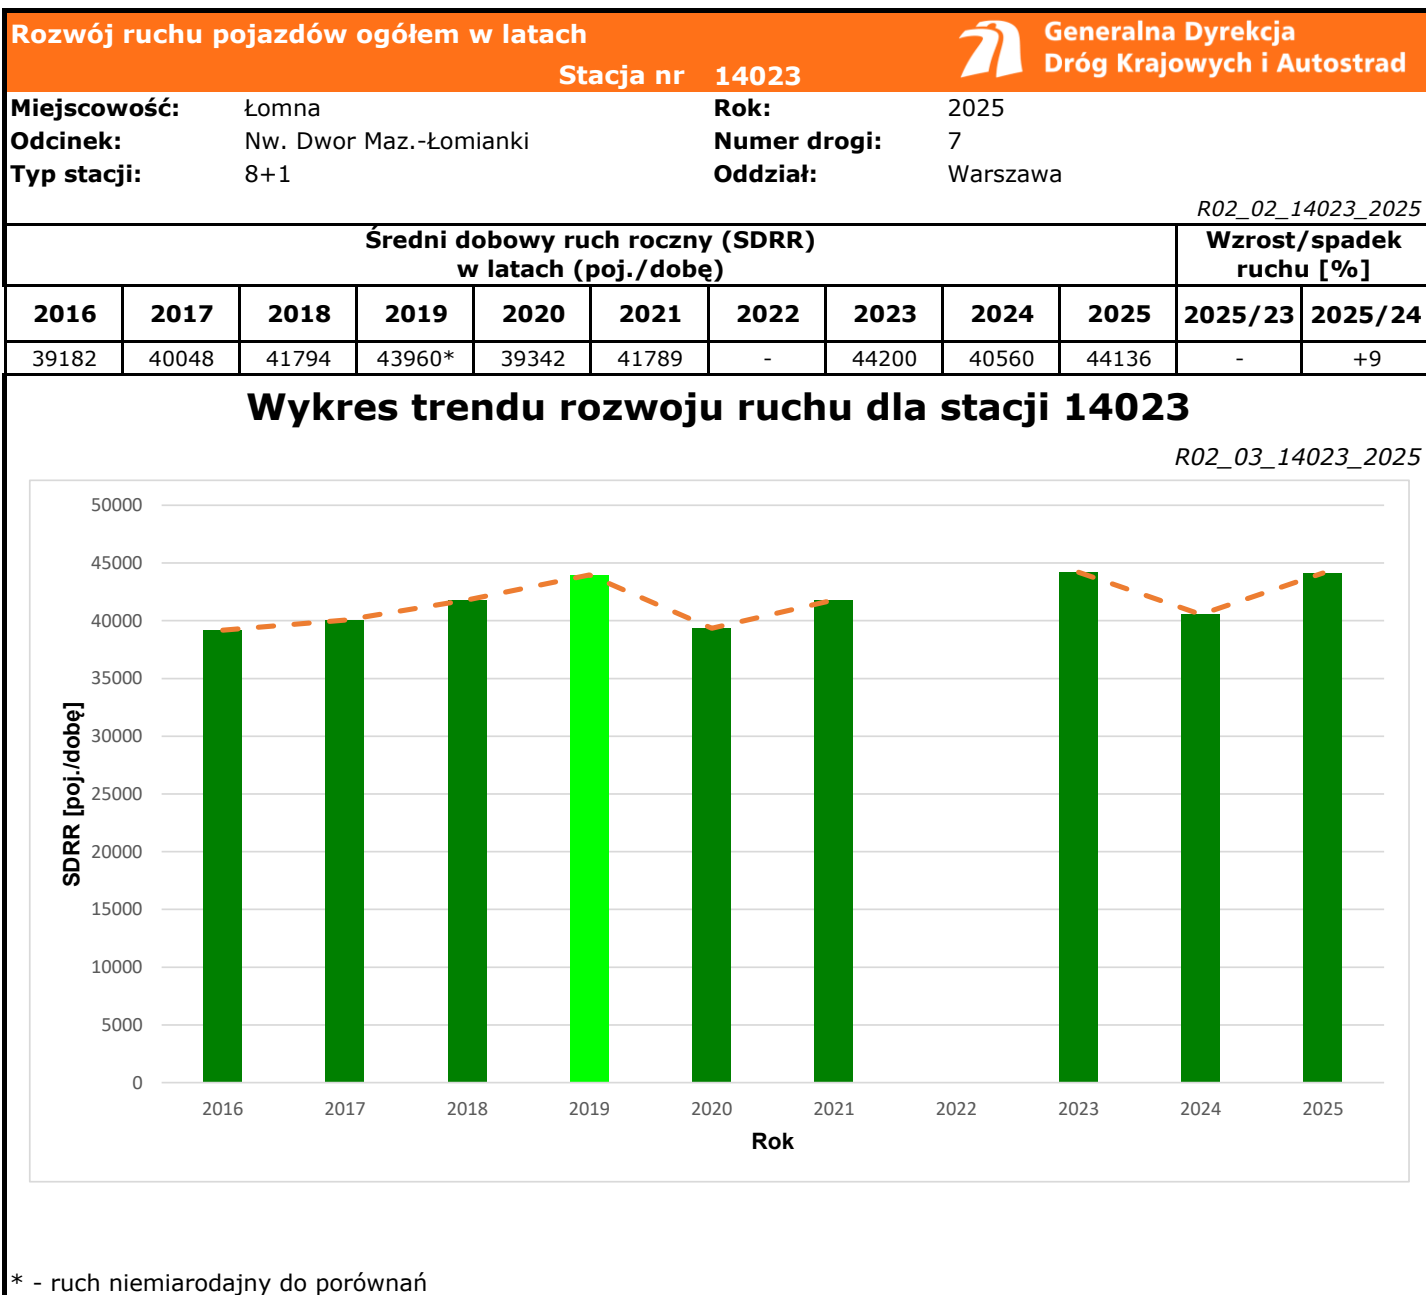 Rozwój ruchu pojazdów ogółem w latach
Stacja nr 14023
Generalna Dyrekcja
Dróg Krajowych i Autostrad
Miejscowość: Łomna Rok: 2025
Odcinek: Nw. Dwor Maz.-Łomianki Numer drogi: 7
Typ stacji: 8+1 Oddział: Warszawa
R02_02_14023_2025
Średni dobowy ruch roczny (SDRR)
w latach (poj./dobę)
Wzrost/spadek
ruchu [%]
2016 2017 2018 2019 2020 2021 2022 2023 2024 2025 2025/23 2025/24
39182 40048 41794 43960* 39342 41789 - 44200 40560 44136 - +9
Wykres trendu rozwoju ruchu dla stacji 14023
R02_03_14023_2025
50000
45000
40000
35000
30000
25000
20000
15000
10000
5000
0
SDRR [poj./dobę]
2016 2017 2018 2019 2020 2021 2022 2023 2024 2025
Rok
* - ruch niemiarodajny do porównań